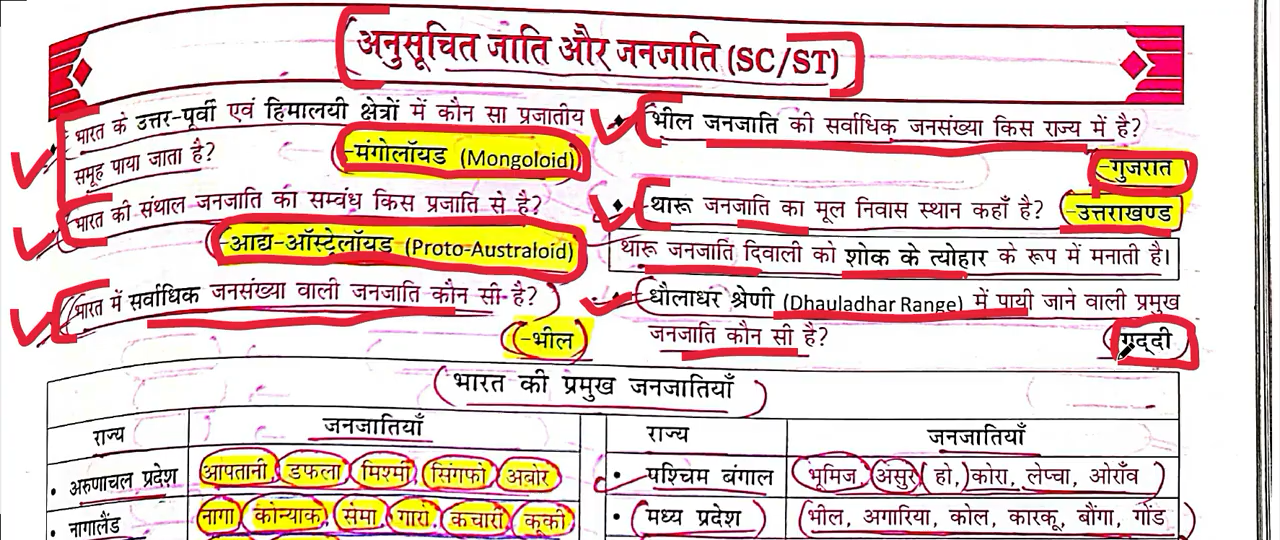 अनुसूचित जाति और जनजाति (SC/ST)
भारत के उत्तर-पूर्वी एवं हिमालयी क्षेत्रों में कौन सा प्रजातीय
समूह पाया जाता है?
-मंगोलॉयड (Mongoloid)
भारत की संथाल जनजाति का सम्वंध किस प्रजाति से है?
-आद्य-ऑस्ट्रेलॉयड (Proto-Australoid)
भारत में सर्वाधिक जनसंख्या वाली जनजाति कौन सी है?
-भील
भील जनजाति की सर्वाधिक जनसंख्या किस राज्य में है?
-गुजरात
थारू जनजाति का मूल निवास स्थान कहाँ है? -उत्तराखण्ड
थारू जनजाति दिवाली को शोक के त्योहार के रूप में मनाती है।
धौलाधर श्रेणी (Dhauladhar Range) में पायी जाने वाली प्रमुख
जनजाति कौन सी है?
गद्दी
भारत की प्रमुख जनजातियाँ
राज्य जनजातियाँ राज्य जनजातियाँ
• अरुणाचल प्रदेश आपतानी, डफला, मिश्मी, सिंगफो, अबोर • पश्चिम बंगाल भूमिज, असुर, हो, कोरा, लेप्चा, ओराँव
• नागालैंड नागा, कोन्याक, संमा, गारो, कचारी, कूकी • मध्य प्रदेश भील, अगारिया, कोल, कारकू, बौंगा, गोंड